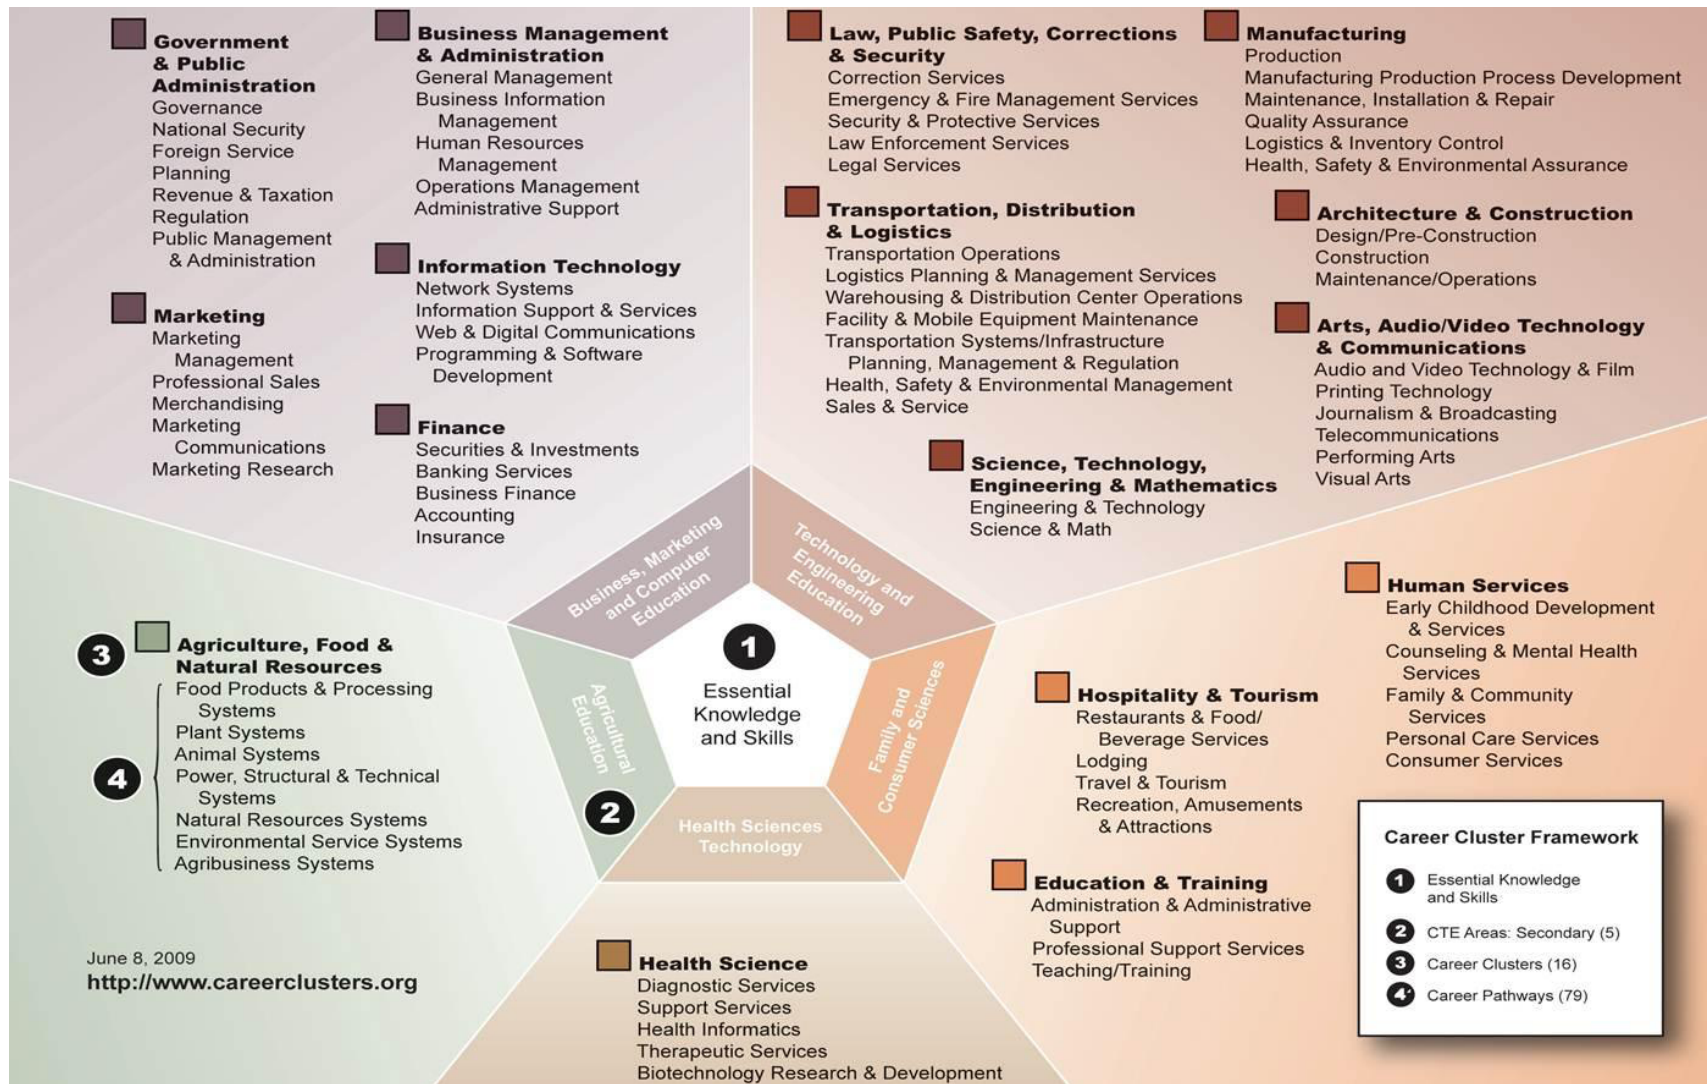 Government
& Public
Administration
Governance
National Security
Foreign Service
Planning
Revenue & Taxation
Regulation
Public Management
& Administration
Marketing
Marketing
Management
Professional Sales
Merchandising
Marketing
Communications
Marketing Research
Business Management
& Administration
General Management
Business Information
Management
Human Resources
Management
Operations Management
Administrative Support
Information Technology
Network Systems
Information Support & Services
Web & Digital Communications
Programming & Software
Development
Finance
Securities & Investments
Banking Services
Business Finance
Accounting
Insurance
Law, Public Safety, Corrections
& Security
Correction Services
Emergency & Fire Management Services
Security & Protective Services
Law Enforcement Services
Legal Services
Transportation, Distribution
& Logistics
Transportation Operations
Logistics Planning & Management Services
Warehousing & Distribution Center Operations
Facility & Mobile Equipment Maintenance
Transportation Systems/Infrastructure
Planning, Management & Regulation
Health, Safety & Environmental Management
Sales & Service
Science, Technology,
Engineering & Mathematics
Engineering & Technology
Science & Math
Manufacturing
Production
Manufacturing Production Process Development
Maintenance, Installation & Repair
Quality Assurance
Logistics & Inventory Control
Health, Safety & Environmental Assurance
Architecture & Construction
Design/Pre-Construction
Construction
Maintenance/Operations
Arts, Audio/Video Technology
& Communications
Audio and Video Technology & Film
Printing Technology
Journalism & Broadcasting
Telecommunications
Performing Arts
Visual Arts
Business, Marketing
and Computer
Education
Technology and
Engineering
Education
Agricultural
Education
2
Family and
Consumer Sciences
Health Sciences
Technology
1
Essential
Knowledge
and Skills
3
Agriculture, Food &
Natural Resources
4
Food Products & Processing
Systems
Plant Systems
Animal Systems
Power, Structural & Technical
Systems
Natural Resources Systems
Environmental Service Systems
Agribusiness Systems
June 8, 2009
http://www.careerclusters.org
Health Science
Diagnostic Services
Support Services
Health Informatics
Therapeutic Services
Biotechnology Research & Development
Hospitality & Tourism
Restaurants & Food/
Beverage Services
Lodging
Travel & Tourism
Recreation, Amusements
& Attractions
Education & Training
Administration & Administrative
Support
Professional Support Services
Teaching/Training
Human Services
Early Childhood Development
& Services
Counseling & Mental Health
Services
Family & Community
Services
Personal Care Services
Consumer Services
Career Cluster Framework
1 Essential Knowledge
and Skills
2 CTE Areas: Secondary (5)
3 Career Clusters (16)
4 Career Pathways (79)